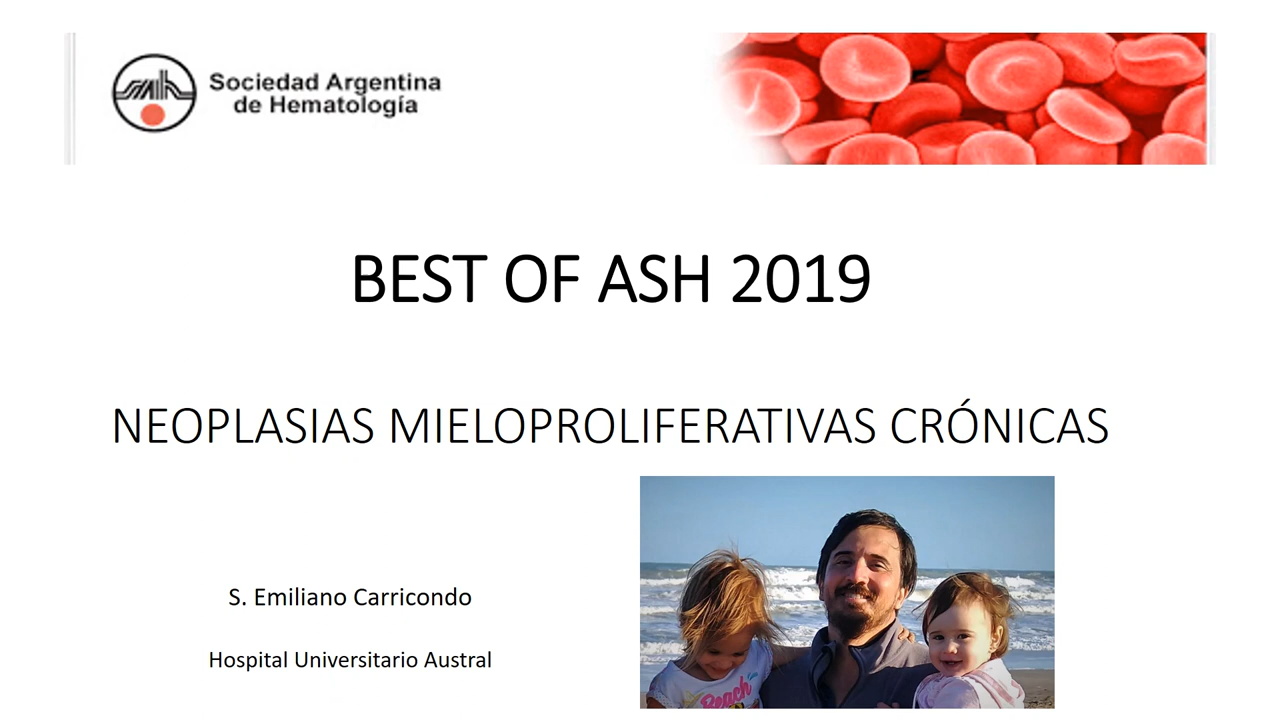 Sociedad Argentina
de Hematología
BEST OF ASH 2019
NEOPLASIAS MIELOPROLIFERATIVAS CRÓNICAS
S. Emiliano Carricondo
Hospital Universitario Austral
Beach